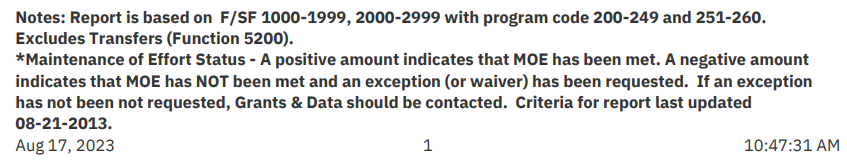 Notes: Report is based on  F/SF 1000-1999, 2000-2999 with program code 200-249 and 251-260.
Excludes Transfers (Function 5200).
*Maintenance of Effort Status - A positive amount indicates that MOE has been met. A negative amount
indicates that MOE has NOT been met and an exception (or waiver) has been requested.  If an exception
has not been not requested, Grants & Data should be contacted.  Criteria for report last updated
08-21-2013.
Aug 17, 2023 1 10:47:31 AM